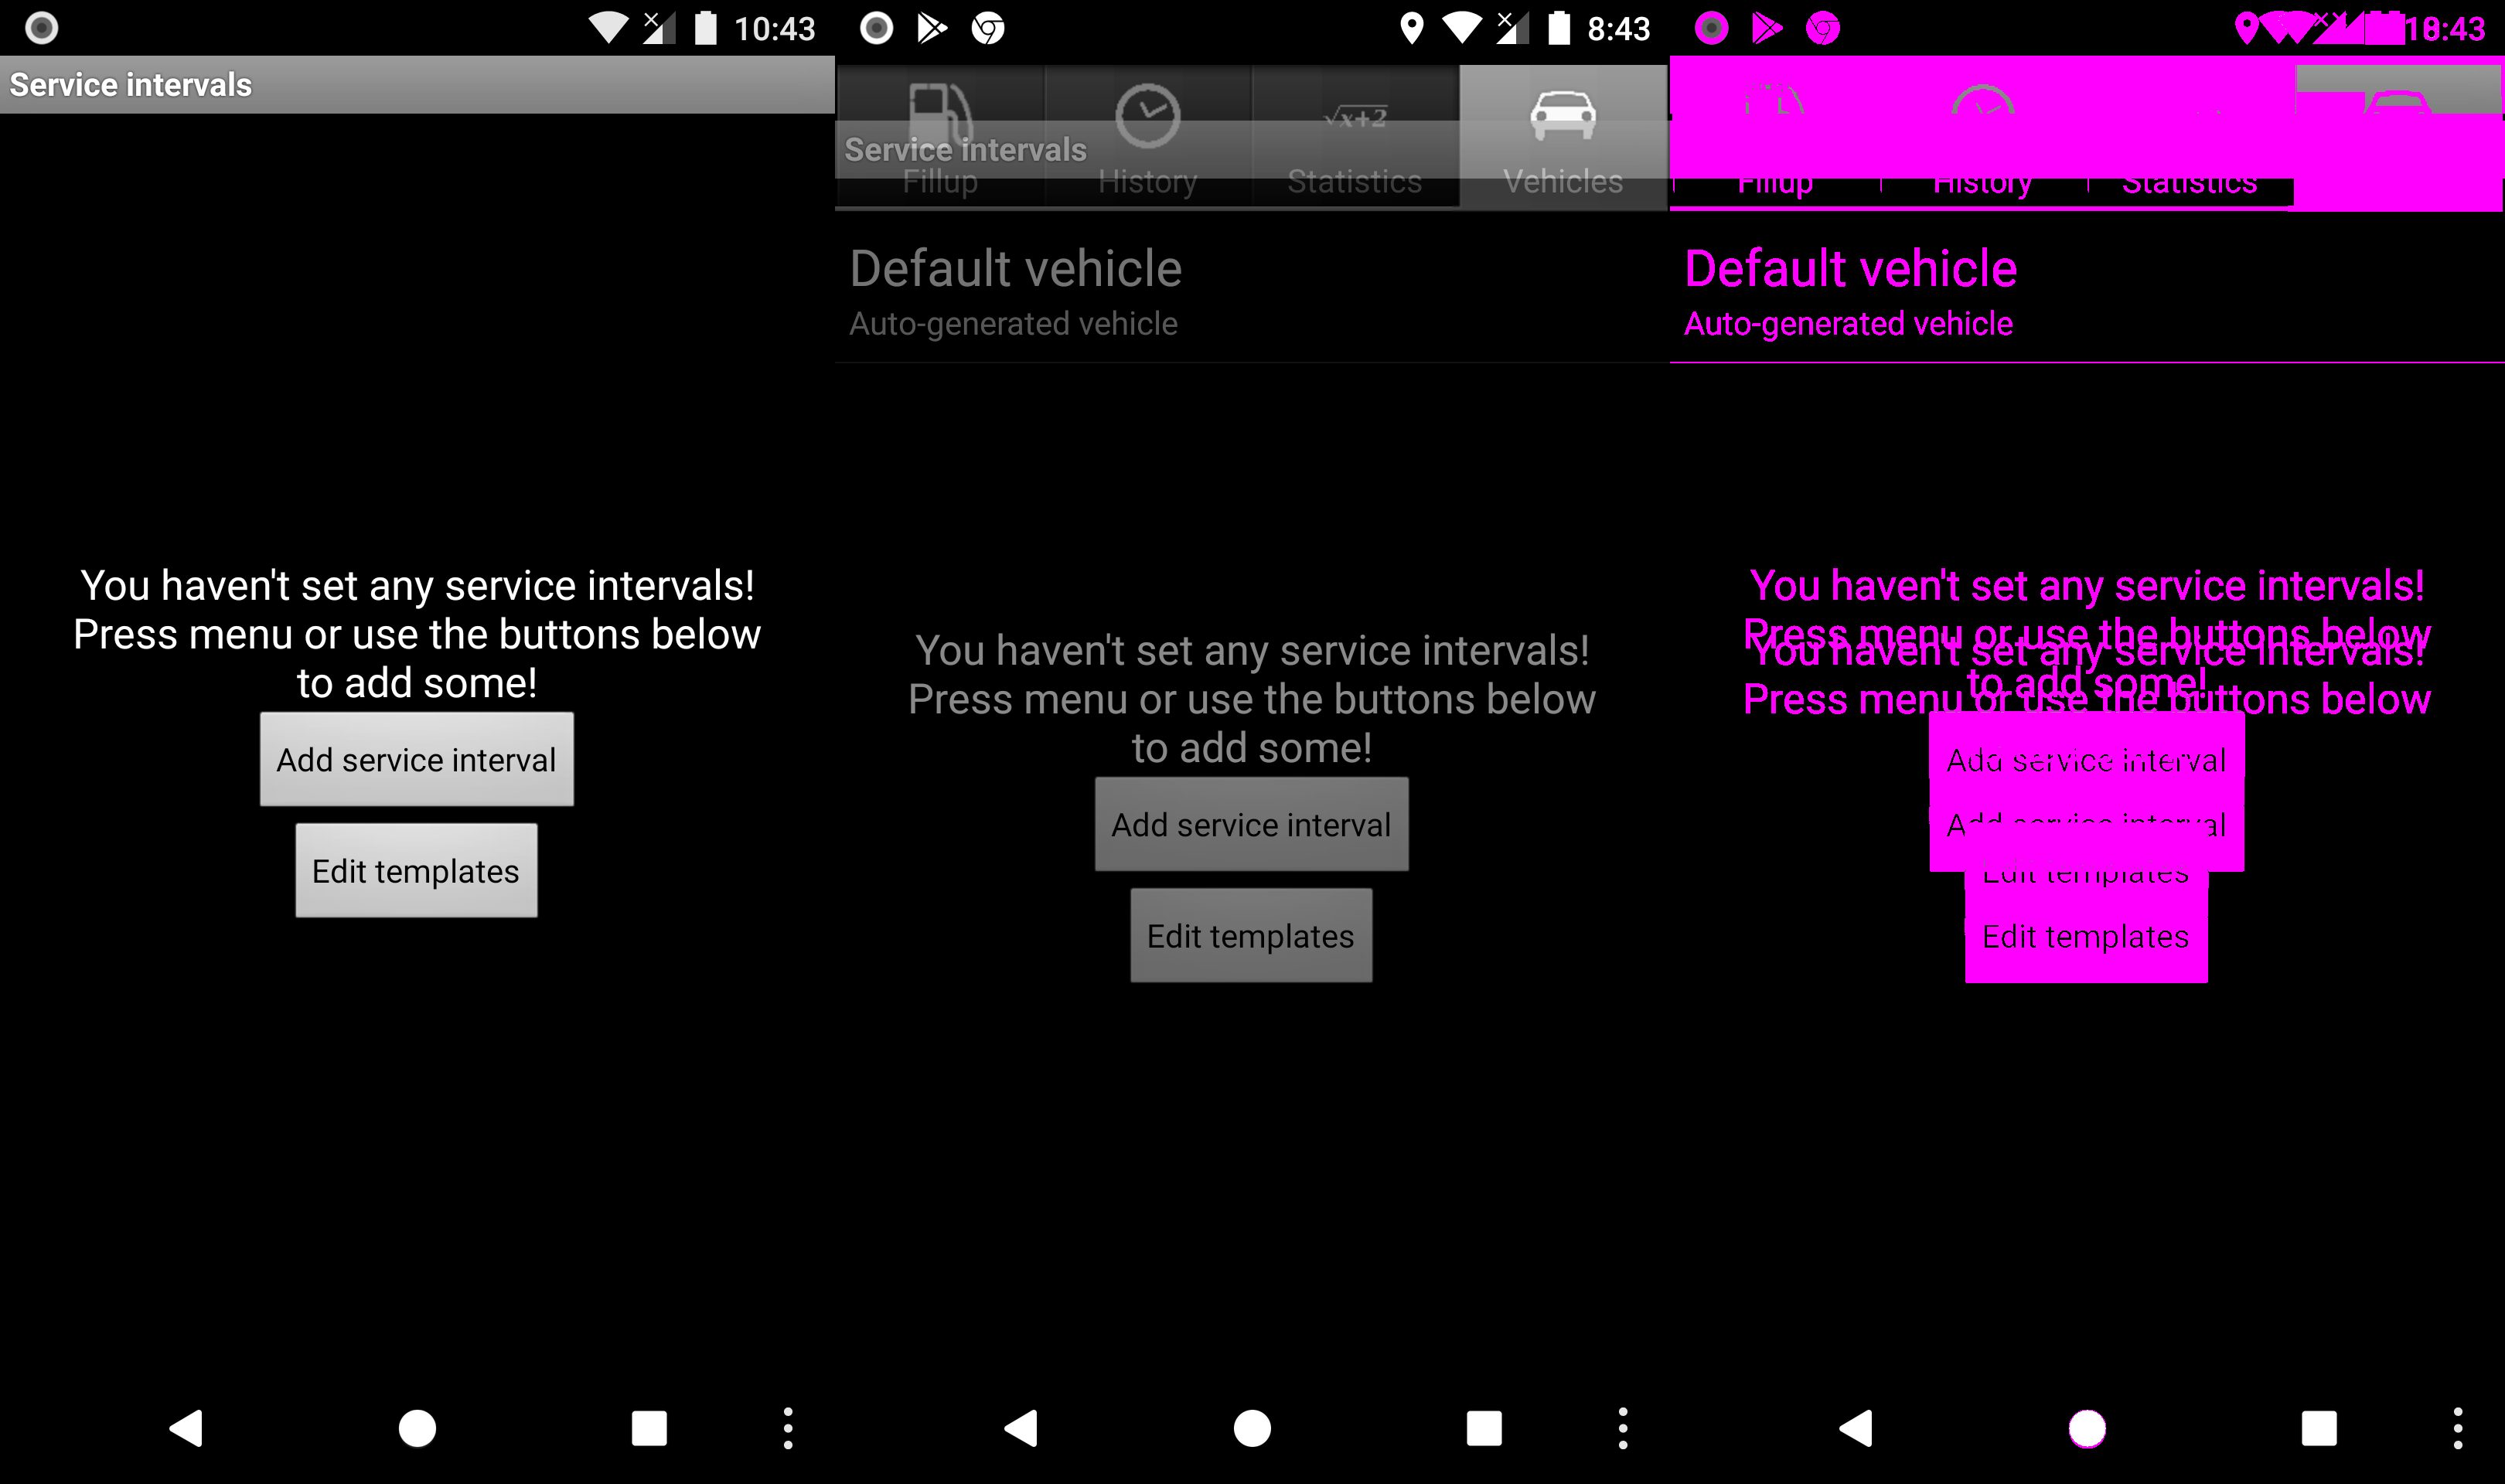 10:43
Service intervals
You haven't set any service intervals!
Press menu or use the buttons below
to add some!
Add service interval
Edit templates
8:43
√x+2
Service intervals
Fillup
History
Statistics
Vehicles
Default vehicle
Auto-generated vehicle
You haven't set any service intervals!
Press menu or use the buttons below
to add some!
Add service interval
Edit templates
:43
Fillup
History
Statistics
Default vehicle
Auto-generated vehicle
You haven't set any service intervals!
Press menu or use the buttons below
You haven't set any service intervals!
to add some!
Press menu or use the buttons below
Add service interval
Add service interval
Edit templates
Edit templates